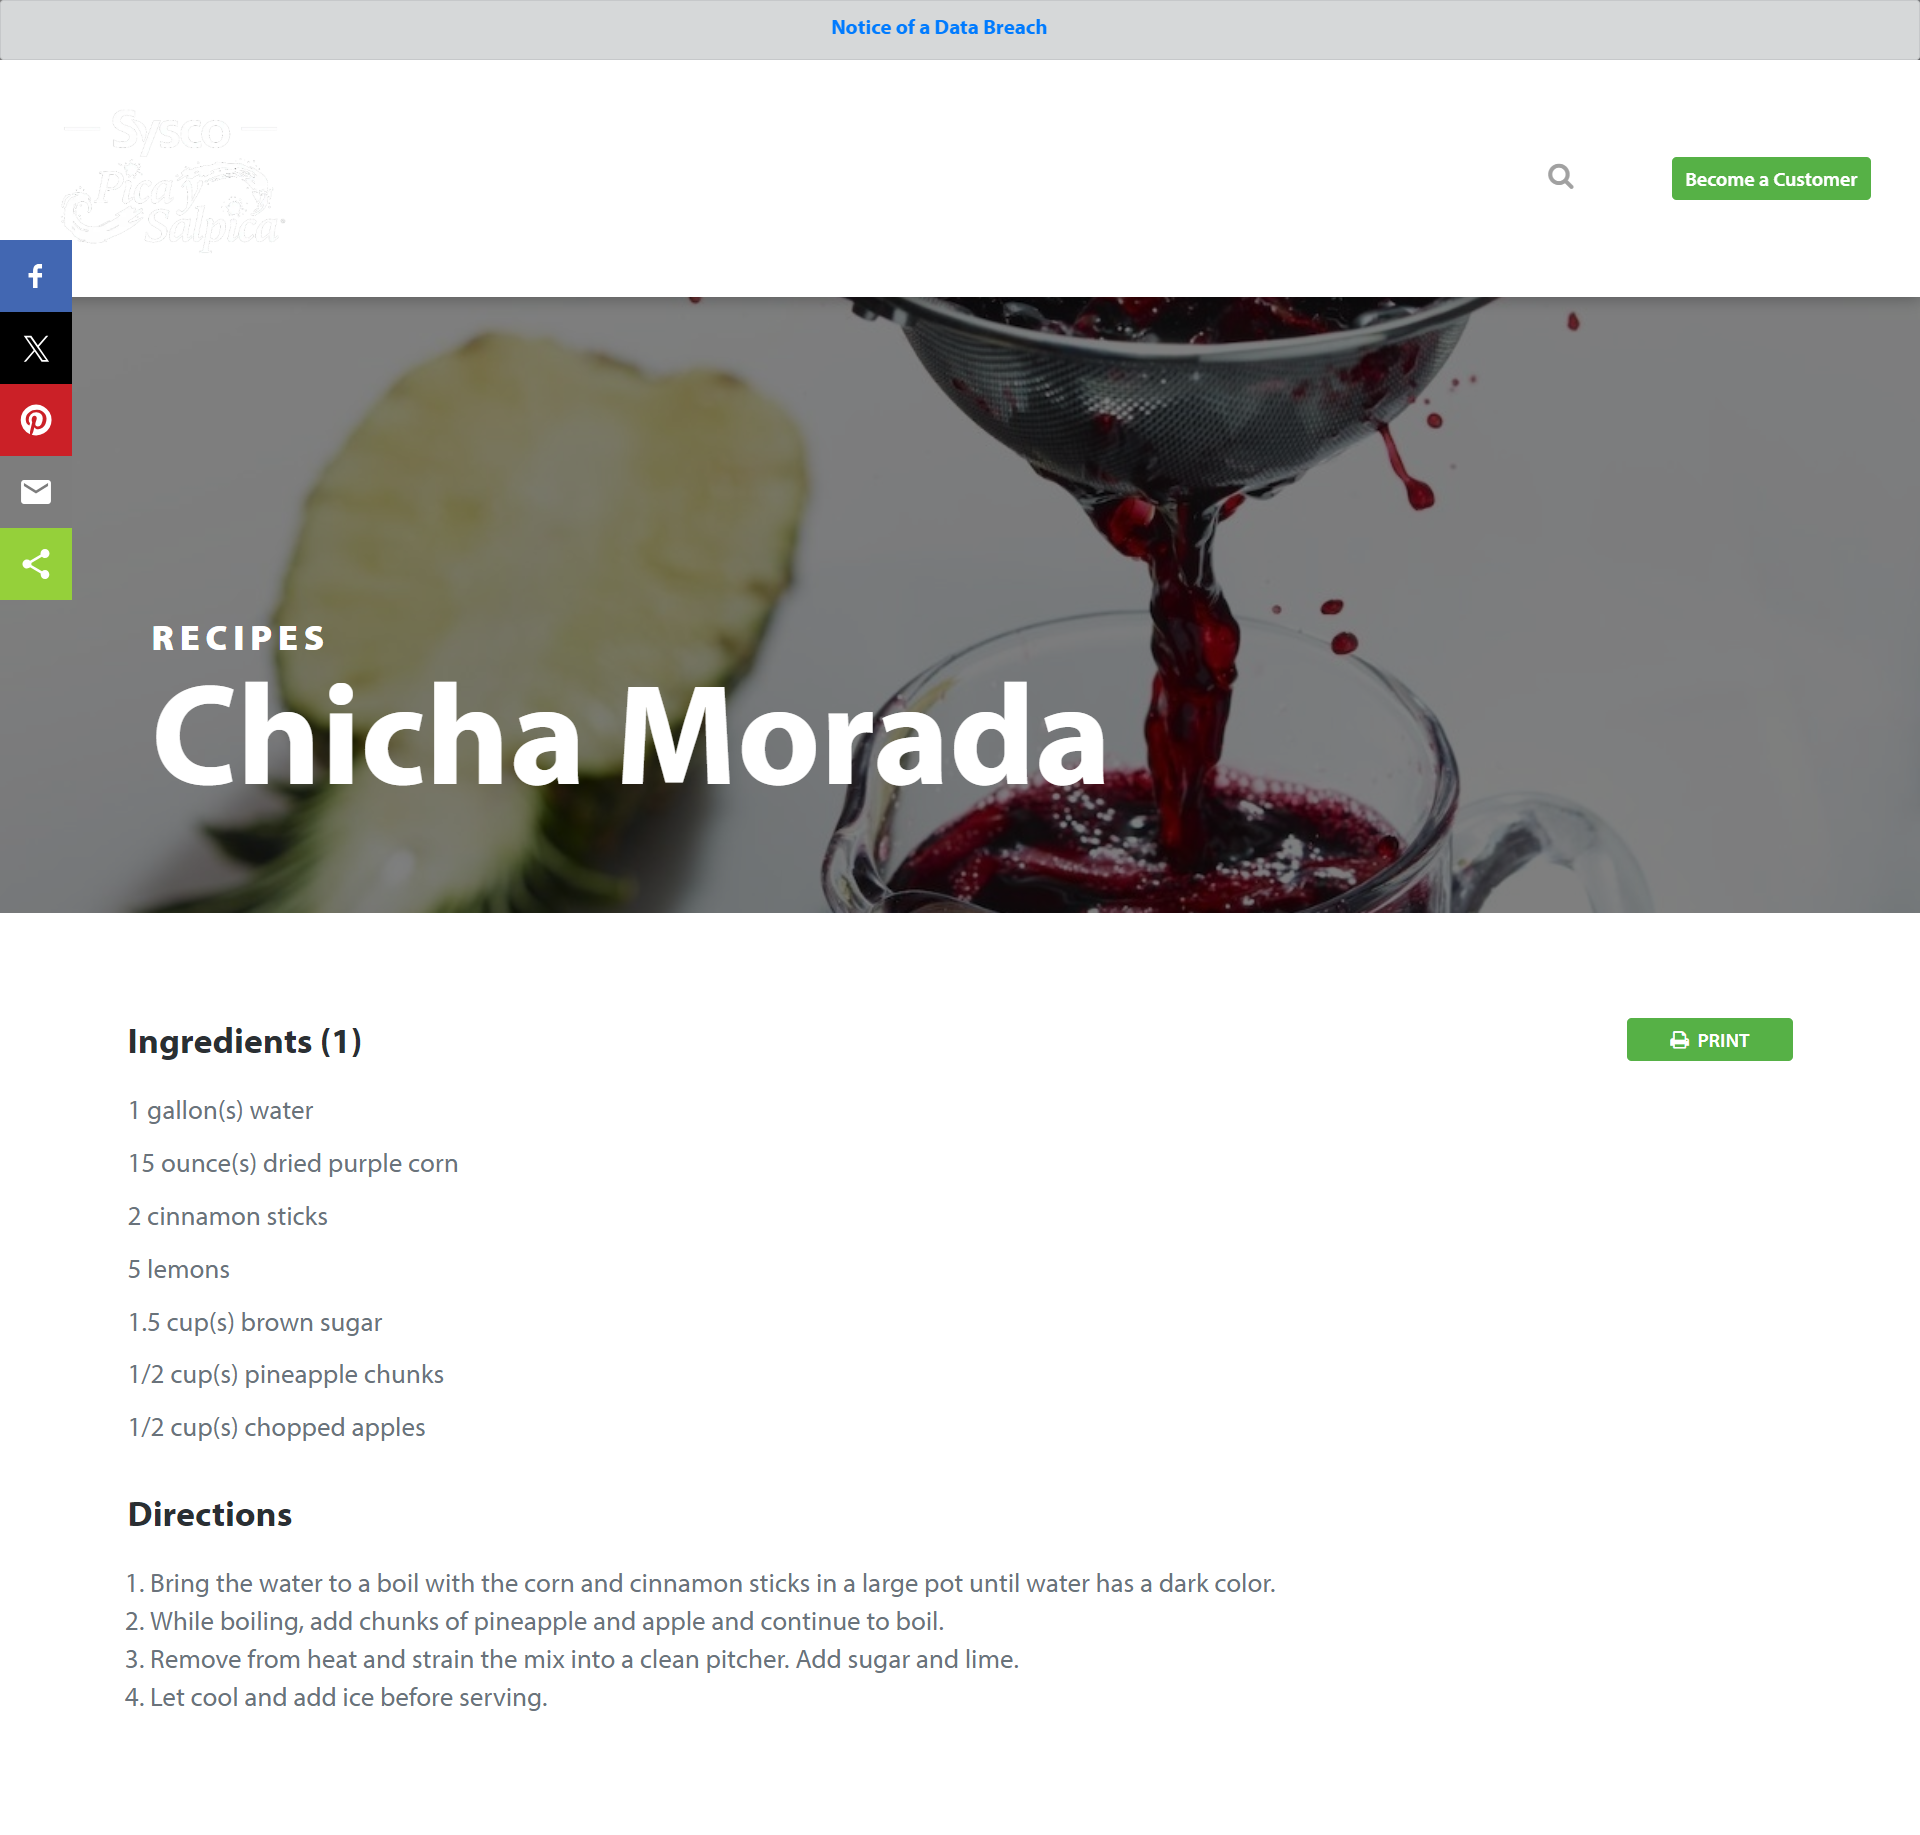 Notice of a Data Breach
Sysco
Pica y
Salpica
Become a Customer
RECIPES
Chicha Morada
Ingredients (1)
PRINT
1 gallon(s) water
15 ounce(s) dried purple corn
2 cinnamon sticks
5 lemons
1.5 cup(s) brown sugar
1/2 cup(s) pineapple chunks
1/2 cup(s) chopped apples
Directions
1. Bring the water to a boil with the corn and cinnamon sticks in a large pot until water has a dark color.
2. While boiling, add chunks of pineapple and apple and continue to boil.
3. Remove from heat and strain the mix into a clean pitcher. Add sugar and lime.
4. Let cool and add ice before serving.